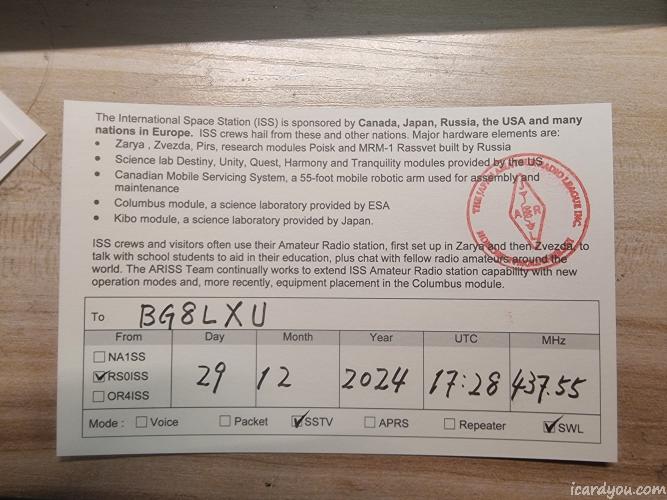 The International Space Station (ISS) is sponsored by Canada, Japan, Russia, the USA and many
nations in Europe. ISS crews hail from these and other nations. Major hardware elements are:
• Zarya , Zvezda, Pirs, research modules Poisk and MRM-1 Rassvet built by Russia
• Science lab Destiny, Unity, Quest, Harmony and Tranquility modules provided by the US
• Canadian Mobile Servicing System, a 55-foot mobile robotic arm used for assembly and
maintenance
• Columbus module, a science laboratory provided by ESA
• Kibo module, a science laboratory provided by Japan.
THE JAPAN AMATEUR RADIO LEAGUE INC.
J A R L
ISS crews and visitors often use their Amateur Radio station, first set up in Zarya and then Zvezda, to
talk with school students to aid in their education, plus chat with fellow radio amateurs around the
world. The ARISS Team continually works to extend ISS Amateur Radio station capability with new
operation modes and, more recently, equipment placement in the Columbus module.
To BG8LXU
From Day Month Year UTC MHz
NA1SS
RS0ISS 29 12 2024 17:28 437.55
OR4ISS
Mode : Voice Packet SSTV APRS Repeater SWL
icardyou.com